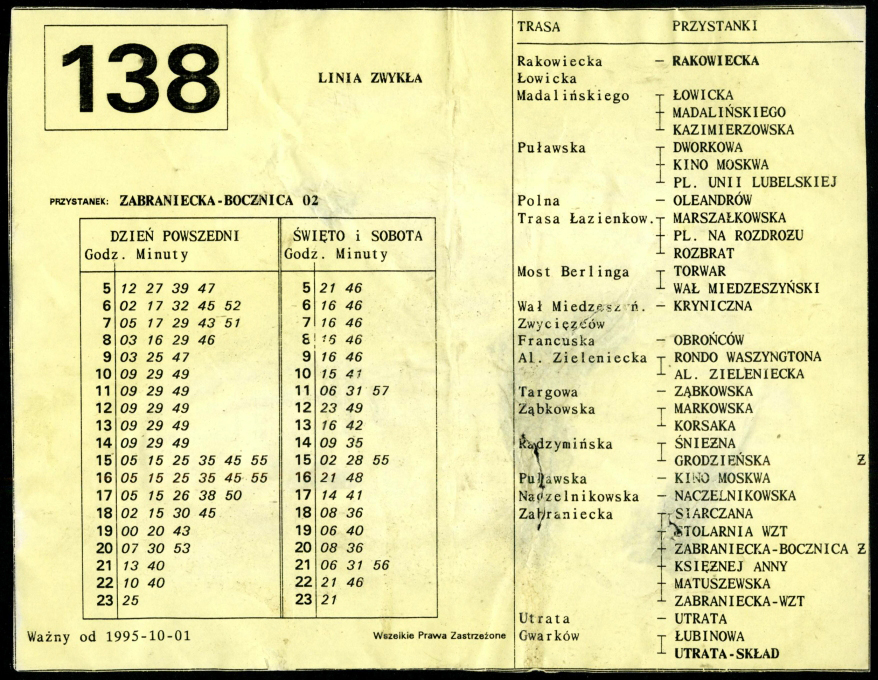 138
LINIA ZWYKŁA
PRZYSTANEK: ZABRANIECKA-BOCZNICA 02
DZIEŃ POWSZEDNI ŚWIĘTO i SOBOTA
Godz. Minuty Godz. Minuty
5 12 27 39 47 5 21 46
6 02 17 32 45 52 6 16 46
7 05 17 29 43 51 7 16 46
8 03 16 29 46 8 16 46
9 03 25 47 9 16 46
10 09 29 49 10 15 41
11 09 29 49 11 06 31 57
12 09 29 49 12 23 49
13 09 29 49 13 16 42
14 09 29 49 14 09 35
15 05 15 25 35 45 55 15 02 28 55
16 05 15 25 35 45 55 16 21 48
17 05 15 26 38 50 17 14 41
18 02 15 30 45 18 08 36
19 00 20 43 19 06 40
20 07 30 53 20 08 36
21 13 40 21 06 31 56
22 10 40 22 21 46
23 25 23 21
Ważny od 1995-10-01 Wszelkie Prawa Zastrzeżone
TRASA PRZYSTANKI
Rakowiecka – RAKOWIECKA
Łowicka
Madalińskiego ŁOWICKA
MADALIŃSKIEGO
KAZIMIERZOWSKA
Puławska DWORKOWA
KINO MOSKWA
PL. UNII LUBELSKIEJ
Polna – OLEANDRÓW
Trasa Łazienkow. MARSZAŁKOWSKA
PL. NA ROZDROŻU
ROZBRAT
Most Berlinga TORWAR
WAŁ MIEDZESZYŃSKI
Wał Miedzeszyń. – KRYNICZNA
Zwycięzców
Francuska – OBROŃCÓW
Al. Zieleniecka RONDO WASZYNGTONA
AL. ZIELENIECKA
Targowa – ZĄBKOWSKA
Ząbkowska MARKOWSKA
KORSAKA
Radzymińska ŚNIEŻNA
GRODZIEŃSKA Z
Puławska – KINO MOSKWA
Naczelnikowska – NACZELNIKOWSKA
Zabraniecka SIARCZANA
STOLARNIA WZT
ZABRANIECKA-BOCZNICA Z
KSIĘŻNEJ ANNY
MATUSZEWSKA
ZABRANIECKA-WZT
Utrata – UTRATA
Gwarków ŁUBINOWA
UTRATA-SKŁAD